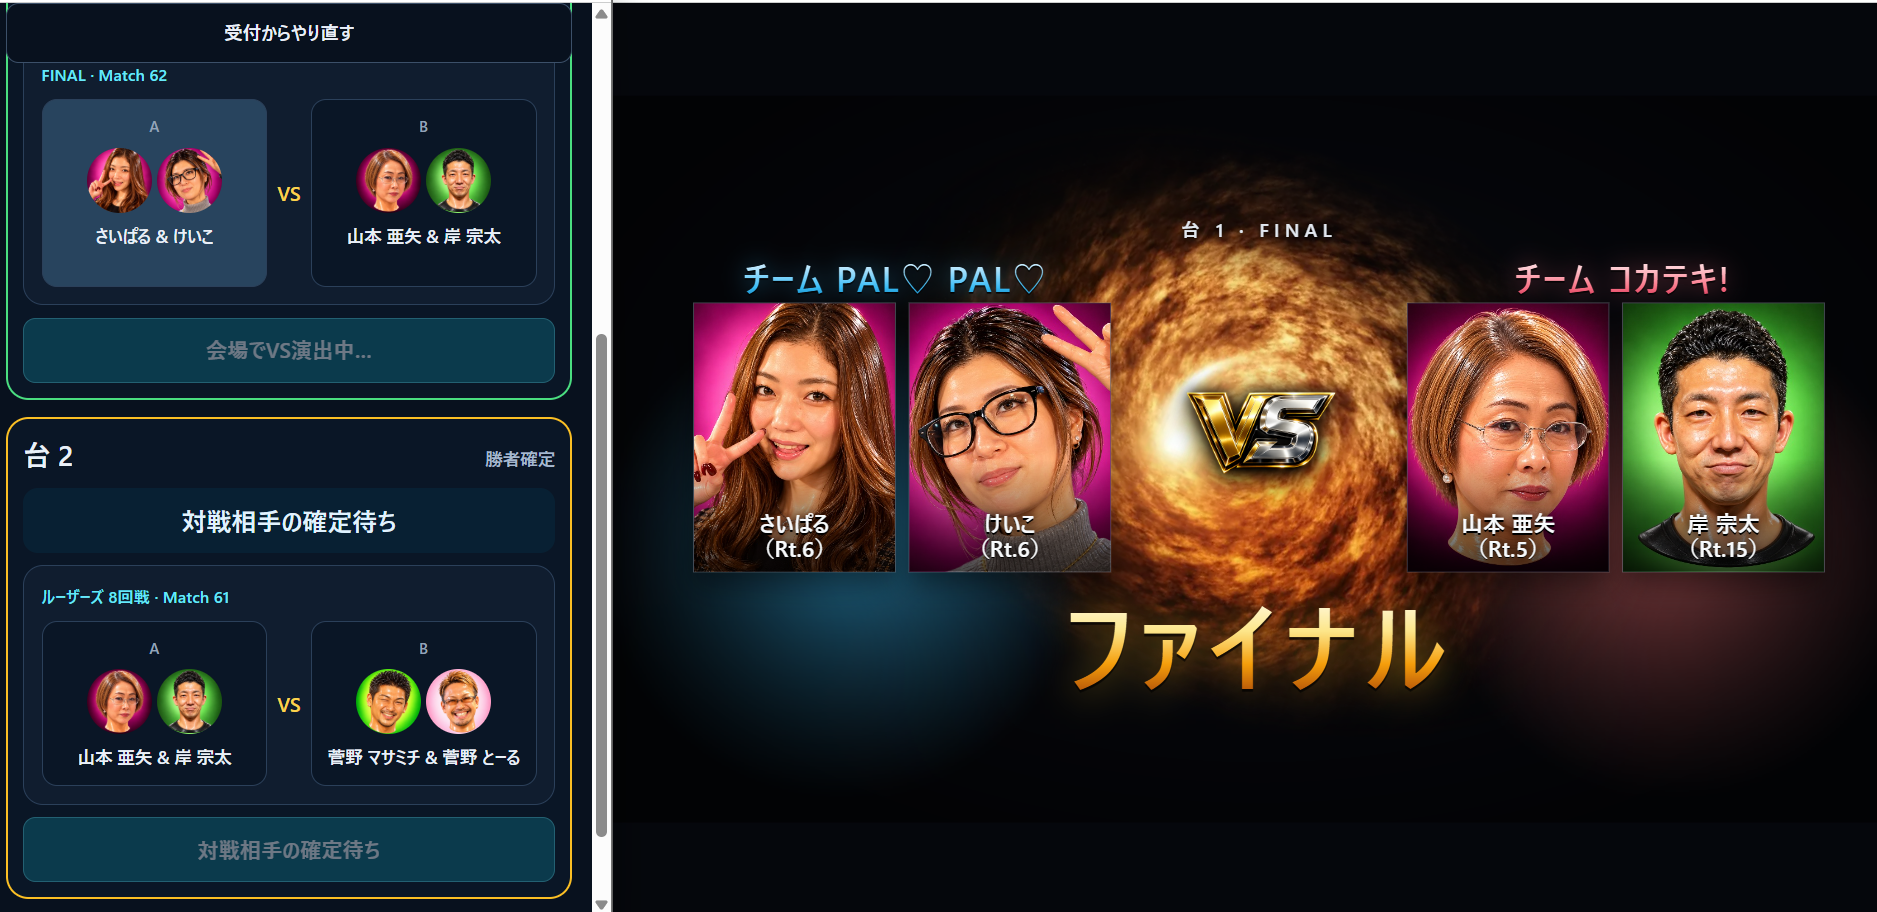 受付からやり直す
FINAL · Match 62
A
さいぱる & けいこ
VS
B
山本 亜矢 & 岸 宗太
会場でVS演出中...
台 2
勝者確定
対戦相手の確定待ち
ルーザーズ 8回戦 · Match 61
A
山本 亜矢 & 岸 宗太
VS
B
菅野 マサミチ & 菅野 とーる
対戦相手の確定待ち
台 1 · FINAL
チーム PAL♡ PAL♡
チーム コカテキ!
さいぱる
（Rt.6）
けいこ
（Rt.6）
VS
山本 亜矢
（Rt.5）
岸 宗太
（Rt.15）
ファイナル